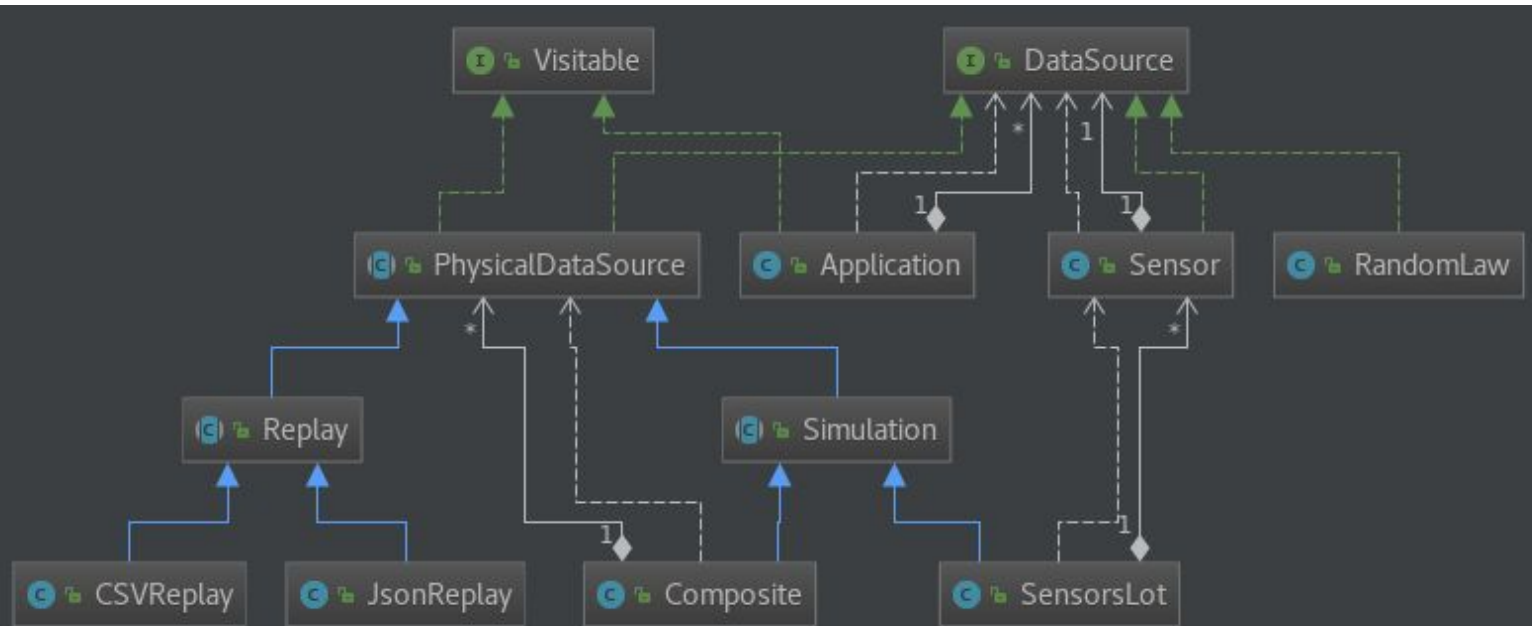 I Visitable
I DataSource
* 1
1 1
C PhysicalDataSource
C Application
C Sensor
C RandomLaw
* *
C Replay
C Simulation
1 1
C CSVReplay
C JsonReplay
C Composite
C SensorsLot